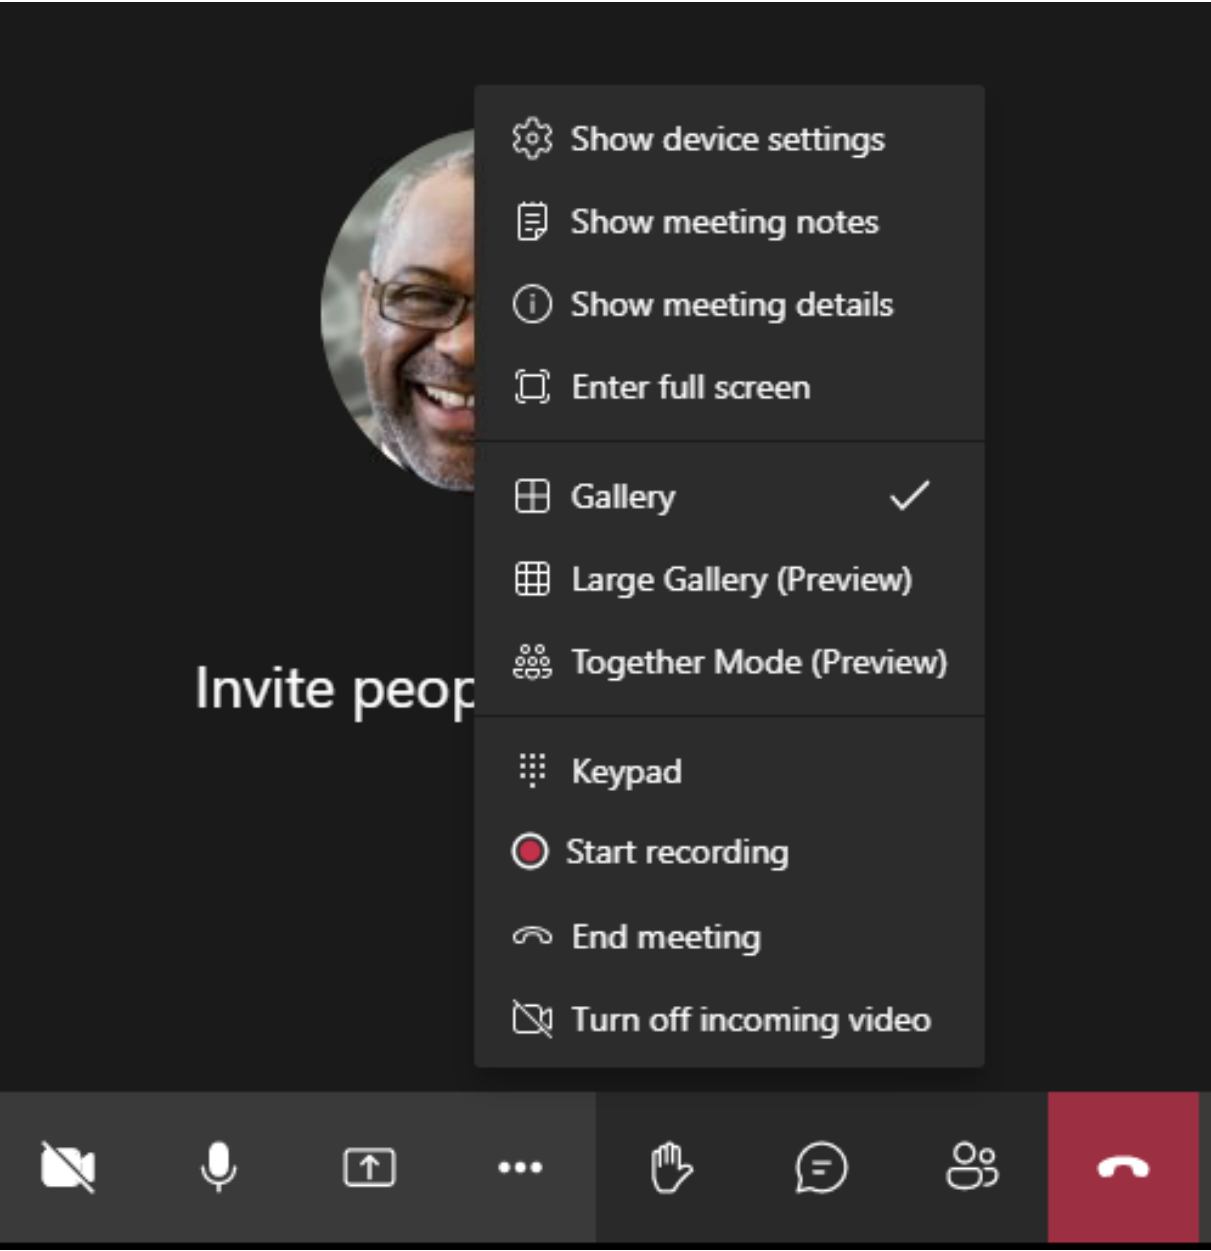 Show device settings
Show meeting notes
Show meeting details
Enter full screen
Gallery
Large Gallery (Preview)
Together Mode (Preview)
Invite peop
Keypad
Start recording
End meeting
Turn off incoming video